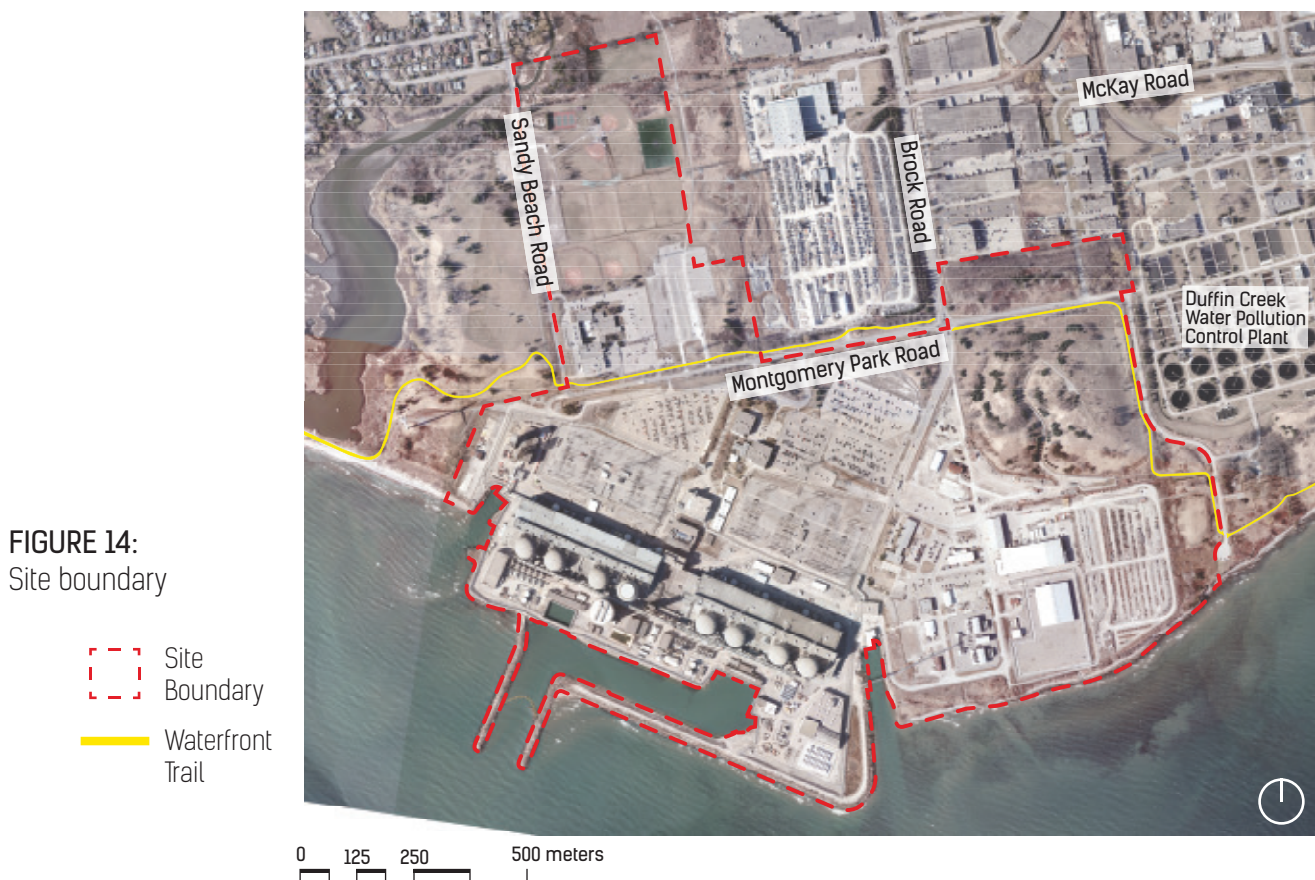 McKay Road
Sandy Beach Road
Brock Road
Duffin Creek
Water Pollution
Control Plant
Montgomery Park Road
FIGURE 14:
Site boundary
Site
Boundary
Waterfront
Trail
0 125 250 500 meters